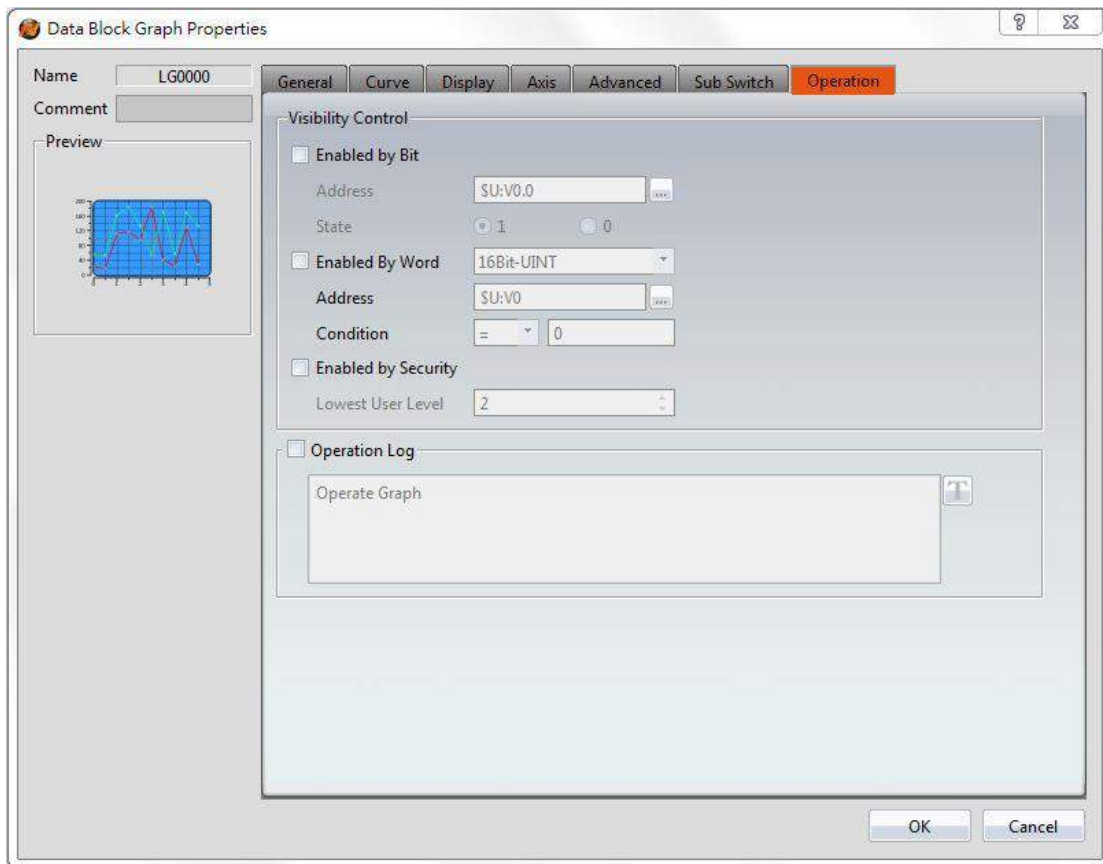 Data Block Graph Properties
Name LG0000
Comment
Preview
General Curve Display Axis Advanced Sub Switch Operation
Visibility Control
Enabled by Bit
Address $U:V0.0 ...
State 1 0
Enabled By Word 16Bit-UINT
Address $U:V0 ...
Condition = 0
Enabled by Security
Lowest User Level 2
Operation Log
Operate Graph
T
OK Cancel